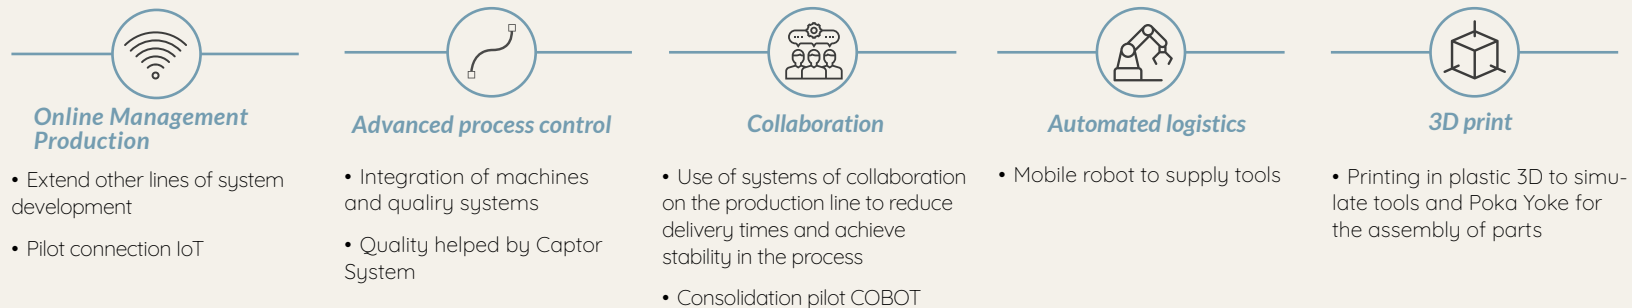 Online Management
Production
• Extend other lines of system
development
• Pilot connection IoT
Advanced process control
• Integration of machines
and qualiry systems
• Quality helped by Captor
System
Collaboration
• Use of systems of collaboration
on the production line to reduce
delivery times and achieve
stability in the process
• Consolidation pilot COBOT
Automated logistics
• Mobile robot to supply tools
3D print
• Printing in plastic 3D to simu-
late tools and Poka Yoke for
the assembly of parts